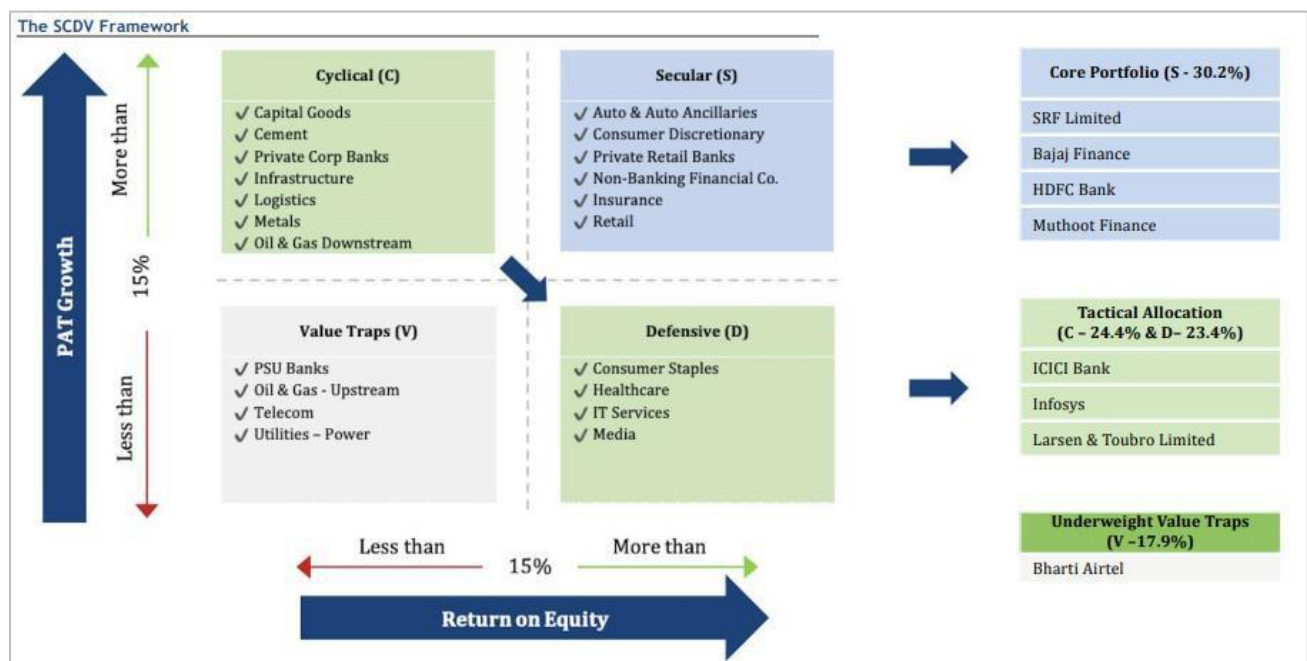 The SCDV Framework
PAT Growth
More than
15%
Less than
Cyclical (C)
✓ Capital Goods
✓ Cement
✓ Private Corp Banks
✓ Infrastructure
✓ Logistics
✓ Metals
✓ Oil & Gas Downstream
Secular (S)
✓ Auto & Auto Ancillaries
✓ Consumer Discretionary
✓ Private Retail Banks
✓ Non-Banking Financial Co.
✓ Insurance
✓ Retail
Value Traps (V)
✓ PSU Banks
✓ Oil & Gas - Upstream
✓ Telecom
✓ Utilities – Power
Defensive (D)
✓ Consumer Staples
✓ Healthcare
✓ IT Services
✓ Media
Less than
15%
More than
Return on Equity
Core Portfolio (S - 30.2%)
SRF Limited
Bajaj Finance
HDFC Bank
Muthoot Finance
Tactical Allocation
(C – 24.4% & D– 23.4%)
ICICI Bank
Infosys
Larsen & Toubro Limited
Underweight Value Traps
(V –17.9%)
Bharti Airtel